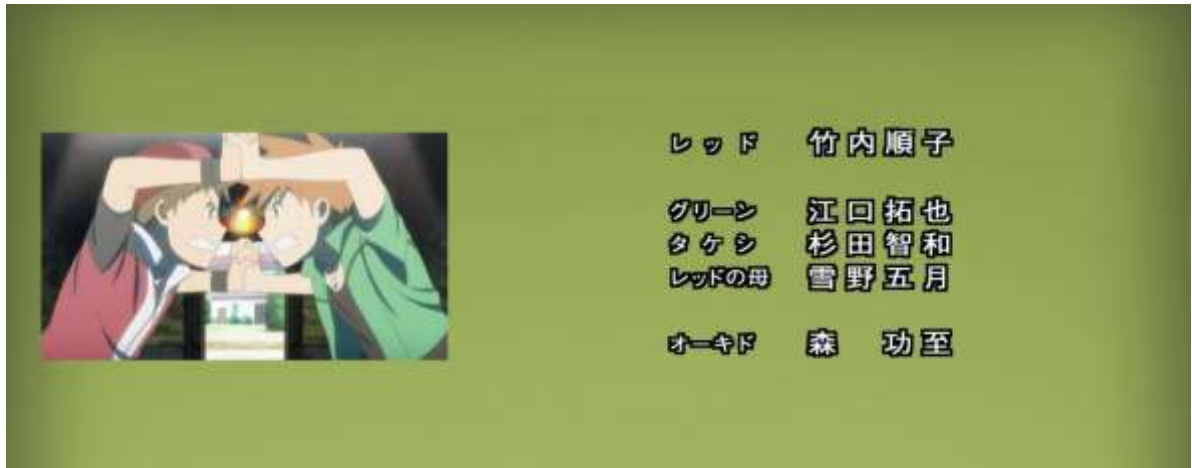 レッド 竹内順子
グリーン 江口拓也
タケシ 杉田智和
レッドの母 雪野五月
オーキド 森 功至